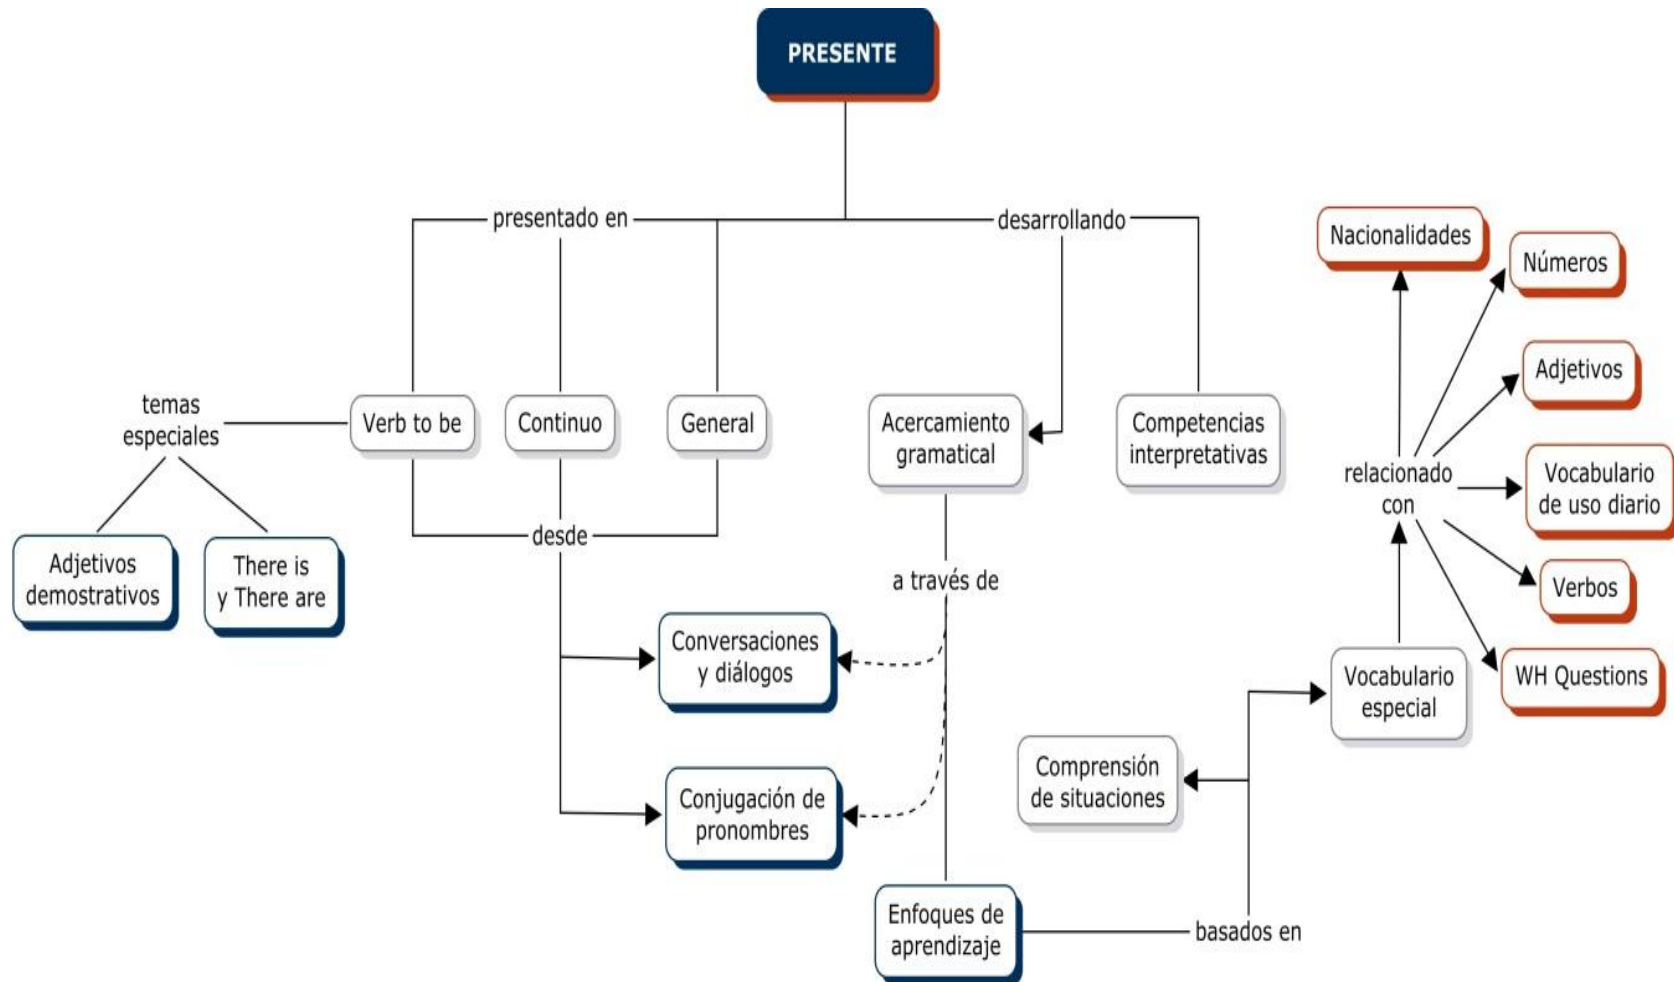 PRESENTE
presentado en
desarrollando
Nacionalidades
Números
Adjetivos
Vocabulario
de uso diario
Verbos
WH Questions
relacionado
con
Vocabulario
especial
temas
especiales
Verb to be
Continuo
General
Acercamiento
gramatical
Competencias
interpretativas
Adjetivos
demostrativos
There is
y There are
desde
a través de
Conversaciones
y diálogos
Conjugación de
pronombres
Comprensión
de situaciones
Enfoques de
aprendizaje
basados en